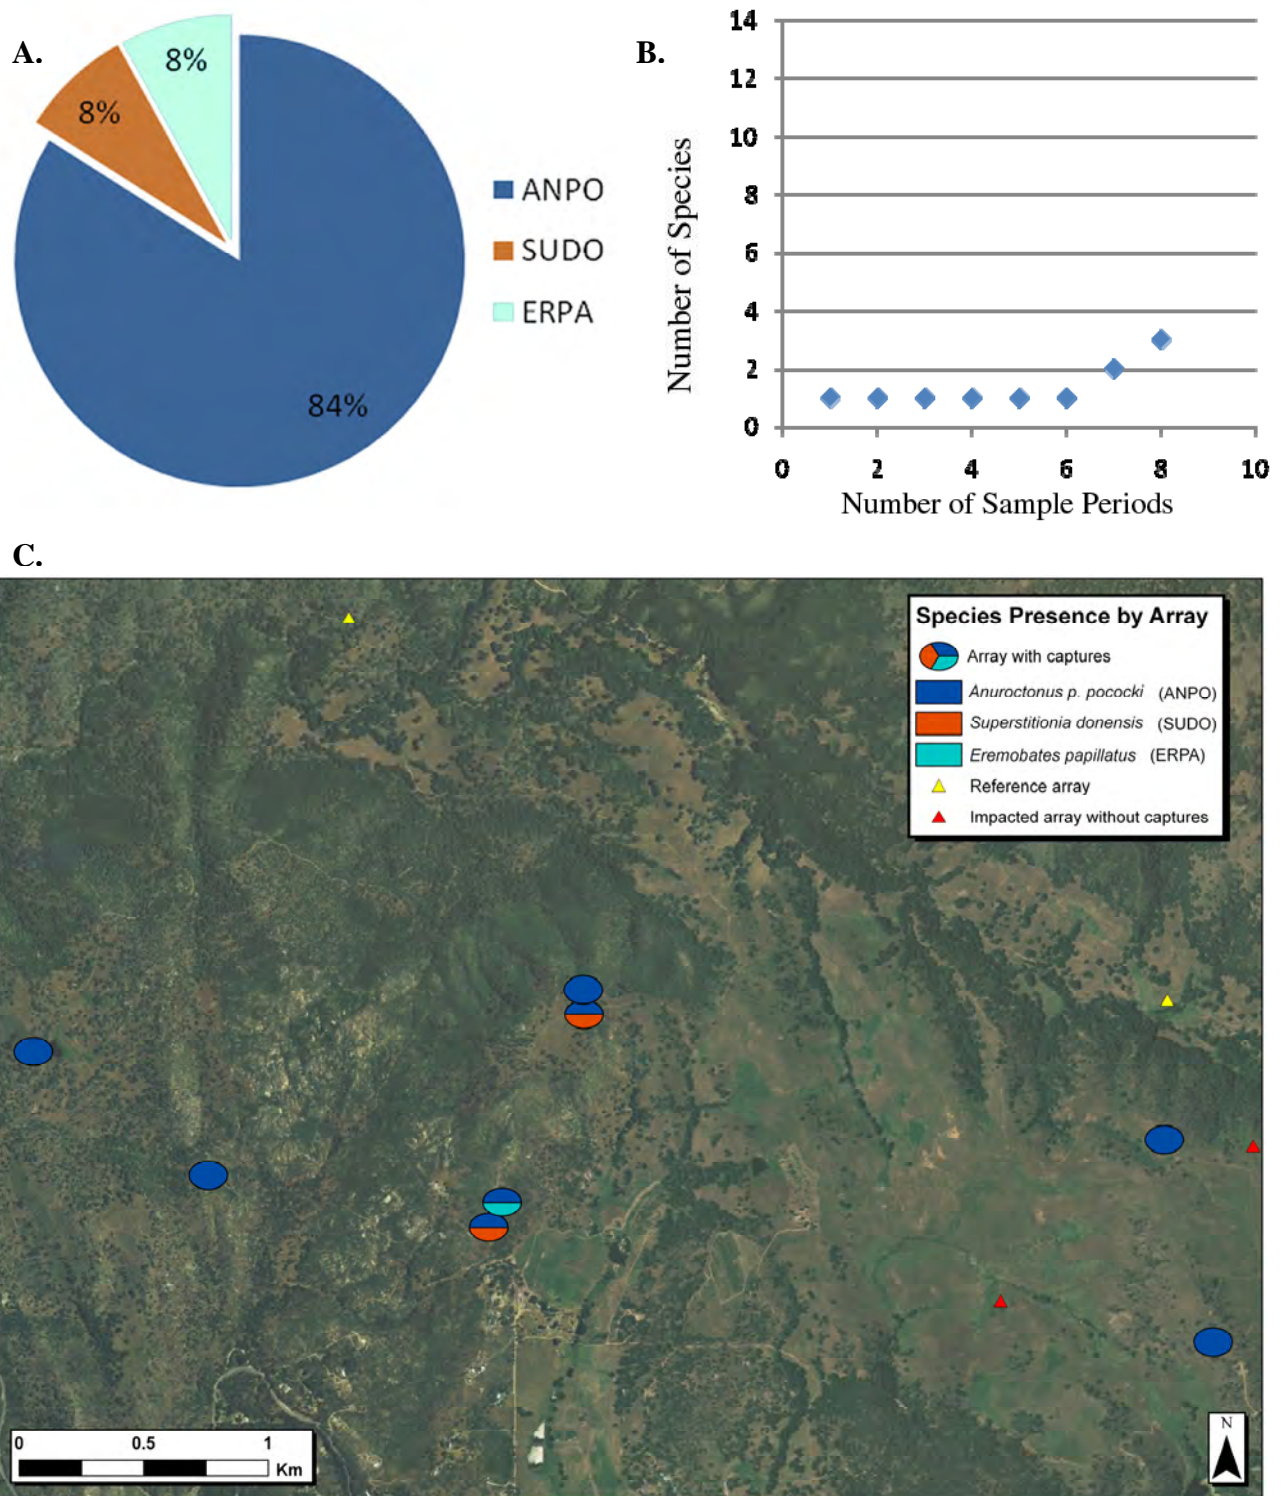 A.
8%
8%
84%
ANPO
SUDO
ERPA
B.
14
12
10
8
6
4
2
0
Number of Species
0 2 4 6 8 10
Number of Sample Periods
C.
Species Presence by Array
Array with captures
Anuroctonus p. pococki (ANPO)
Superstitionia donensis (SUDO)
Eremobates papillatus (ERPA)
Reference array
Impacted array without captures
0 0.5 1
Km
N